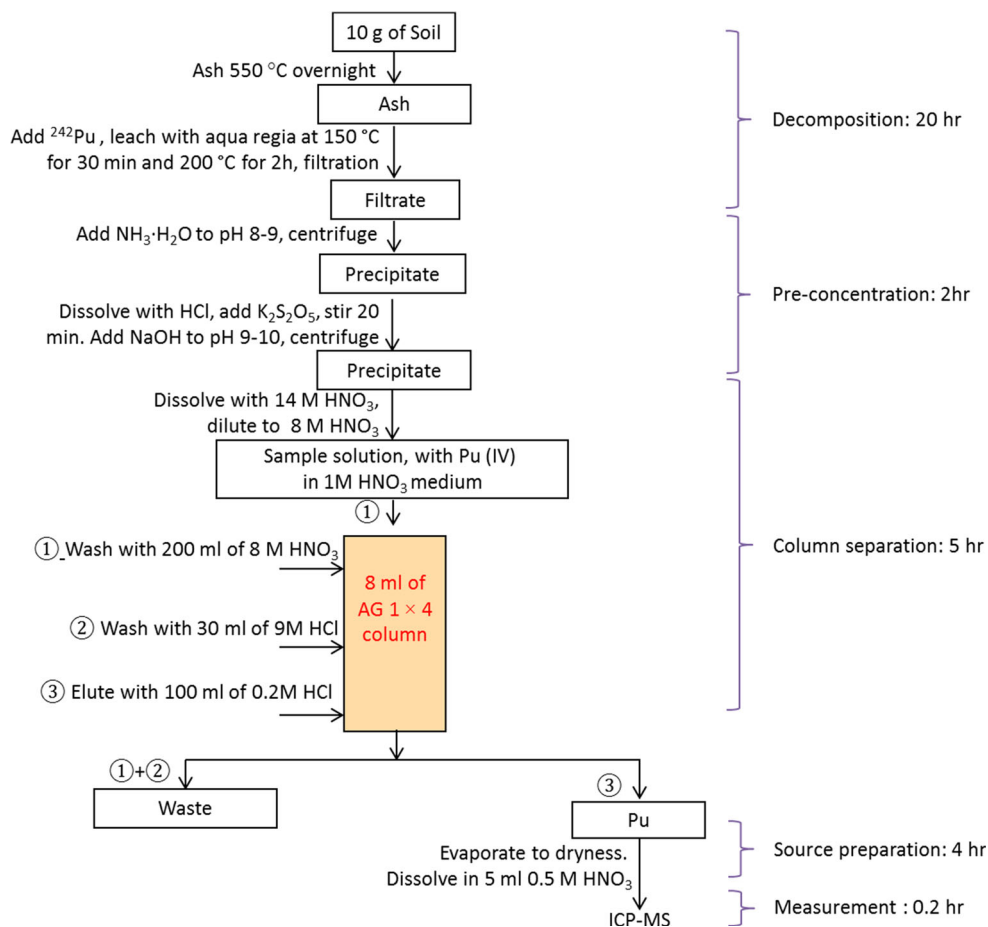 10 g of Soil
Ash 550 °C overnight
Ash
Decomposition: 20 hr
Add ²⁴²Pu , leach with aqua regia at 150 °C
for 30 min and 200 °C for 2h, filtration
Filtrate
Add NH₃·H₂O to pH 8-9, centrifuge
Precipitate
Pre-concentration: 2hr
Dissolve with HCl, add K₂S₂O₅, stir 20
min. Add NaOH to pH 9-10, centrifuge
Precipitate
Dissolve with 14 M HNO₃,
dilute to 8 M HNO₃
Sample solution, with Pu (IV)
in 1M HNO₃ medium
①
① Wash with 200 ml of 8 M HNO₃
8 ml of
AG 1 × 4
column
Column separation: 5 hr
② Wash with 30 ml of 9M HCl
③ Elute with 100 ml of 0.2M HCl
①+②
③
Waste
Pu
Evaporate to dryness.
Dissolve in 5 ml 0.5 M HNO₃
Source preparation: 4 hr
ICP-MS
Measurement : 0.2 hr